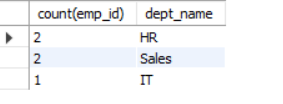 count(emp_id) dept_name
2 HR
2 Sales
1 IT